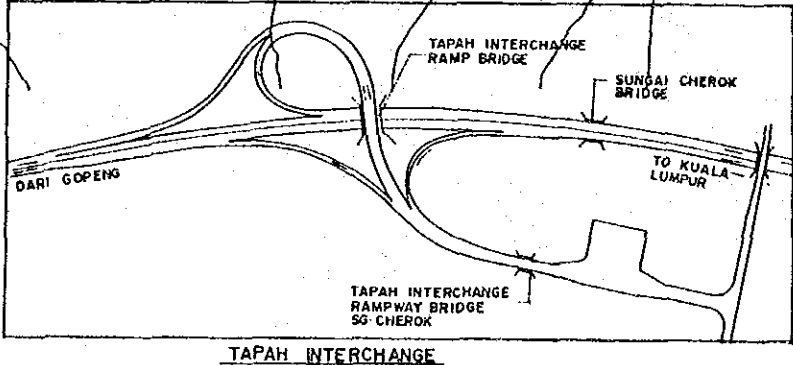 TAPAH INTERCHANGE
RAMP BRIDGE
SUNGAI CHEROK
BRIDGE
DARI GOPENG
TO KUALA
LUMPUR
TAPAH INTERCHANGE
RAMPWAY BRIDGE
SG. CHEROK
TAPAH INTERCHANGE